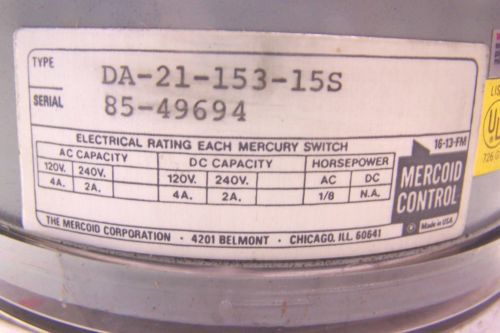 TYPE DA-21-153-15S
SERIAL 85-49694
ELECTRICAL RATING EACH MERCURY SWITCH
16-13-FM
AC CAPACITY DC CAPACITY HORSEPOWER
120V. 240V. 120V. 240V. AC DC
4A. 2A. 4A. 2A. 1/8 N.A.
MERCOID
CONTROL
Made in USA
THE MERCOID CORPORATION • 4201 BELMONT • CHICAGO, ILL. 60641
LIS
UL